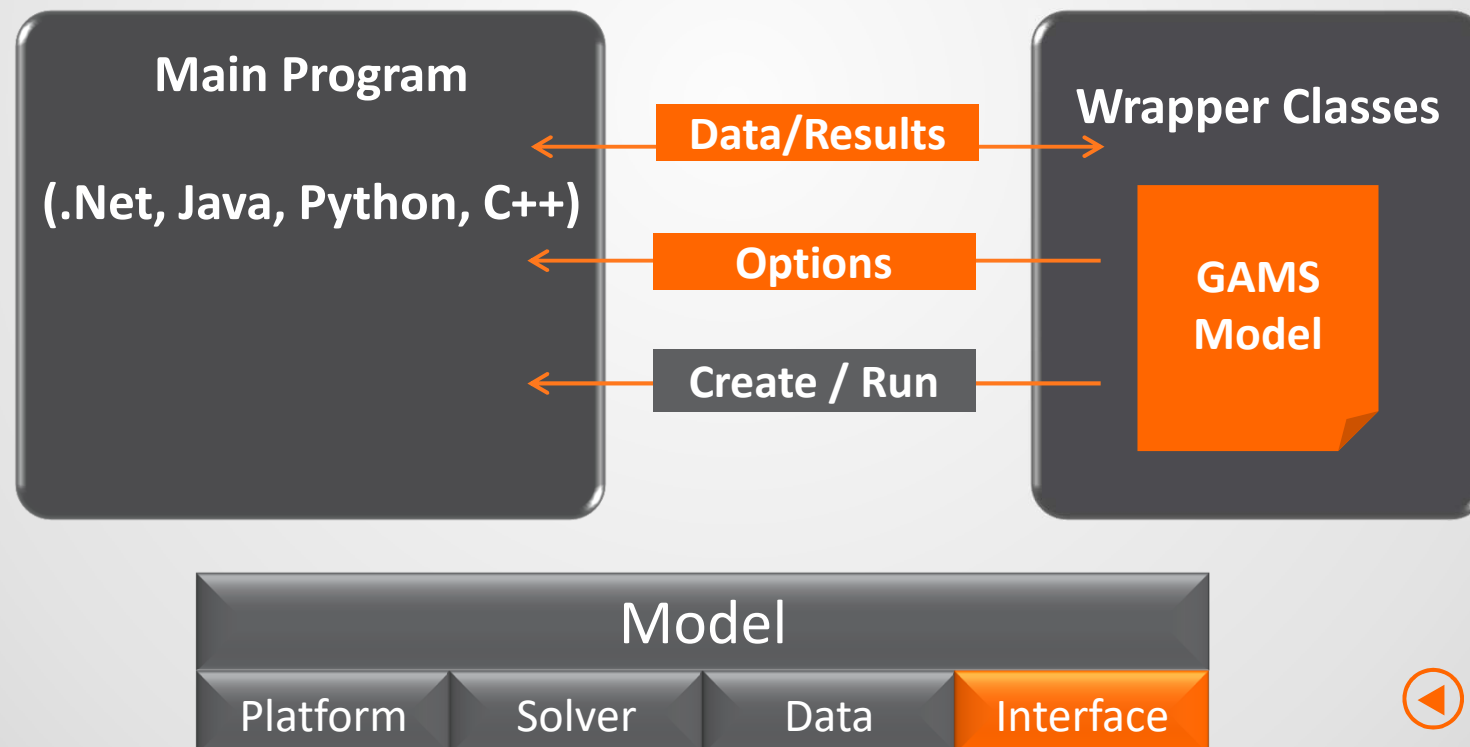 Main Program
(.Net, Java, Python, C++)
Data/Results
Options
Create / Run
Wrapper Classes
GAMS
Model
Model
Platform
Solver
Data
Interface